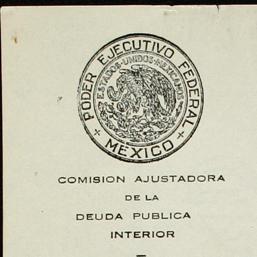 PODER EJECUTIVO FEDERAL
ESTADOS-UNIDOS-MEXICANOS
MEXICO
COMISION AJUSTADORA
DE LA
DEUDA PUBLICA
INTERIOR